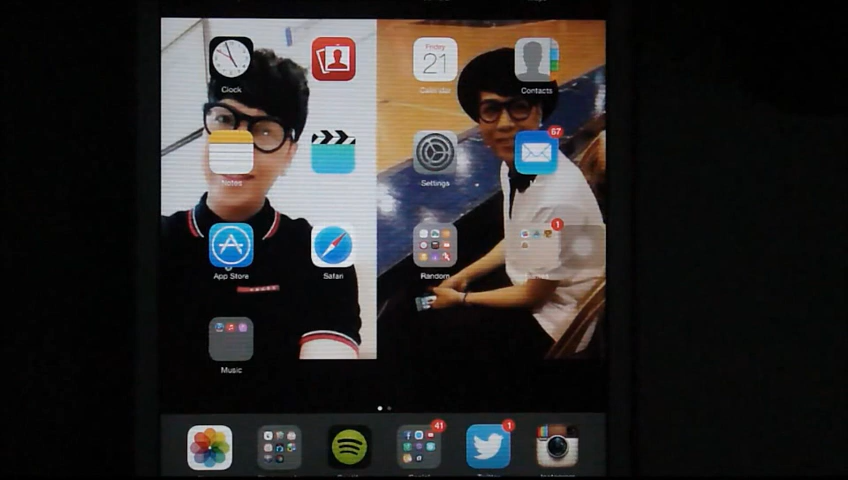 Clock
Friday
21
Calendar
Contacts
Notes
Settings
67
App Store
Safari
Random
1
Music
41
1